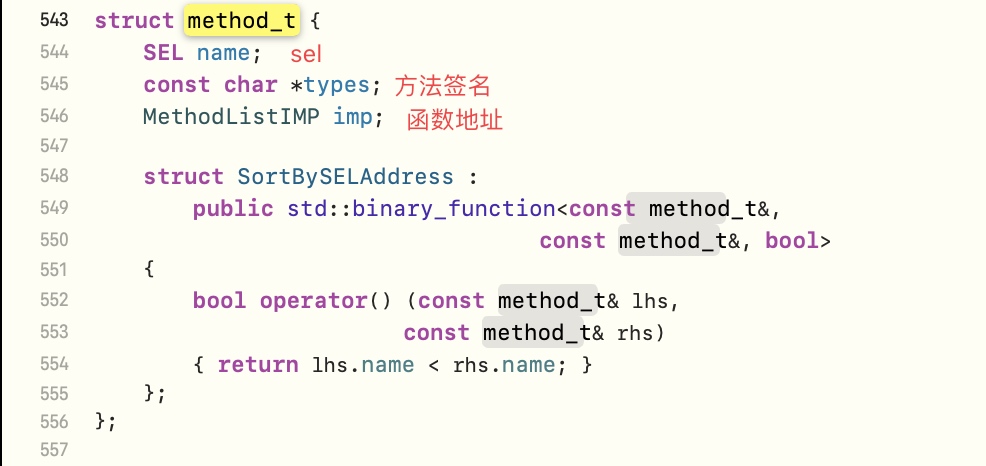 543 struct method_t {
544 SEL name; sel
545 const char *types; 方法签名
546 MethodListIMP imp; 函数地址
547
548 struct SortBySELAddress :
549 public std::binary_function<const method_t&,
550 const method_t&, bool>
551 {
552 bool operator() (const method_t& lhs,
553 const method_t& rhs)
554 { return lhs.name < rhs.name; }
555 };
556 };
557